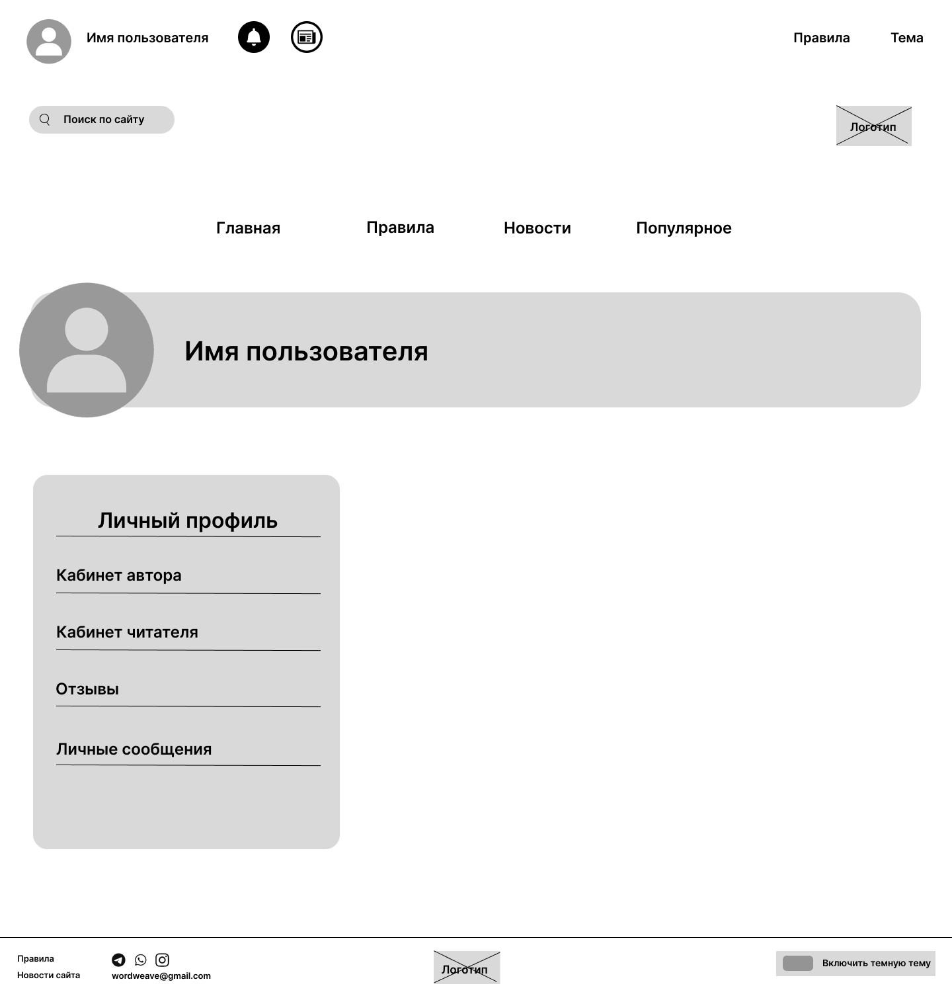 Имя пользователя
Правила
Тема
Поиск по сайту
Логотип
Главная
Правила
Новости
Популярное
Имя пользователя
Личный профиль
Кабинет автора
Кабинет читателя
Отзывы
Личные сообщения
Правила
Новости сайта
wordweave@gmail.com
Логотип
Включить темную тему